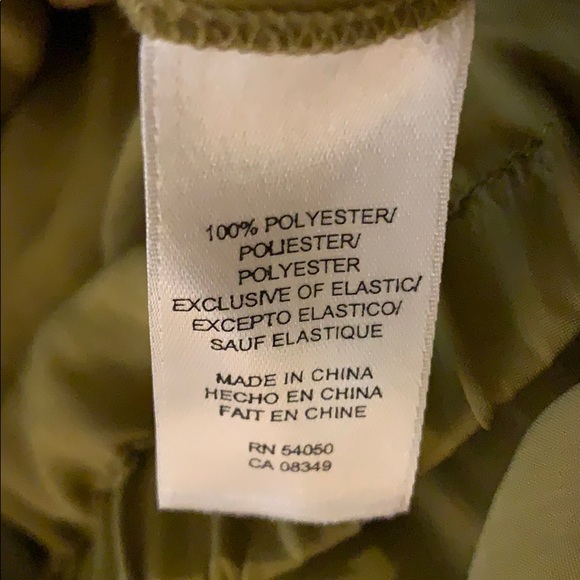 100% POLYESTER/
POLIESTER/
POLYESTER
EXCLUSIVE OF ELASTIC/
EXCEPTO ELASTICO/
SAUF ELASTIQUE
MADE IN CHINA
HECHO EN CHINA
FAIT EN CHINE
RN 54050
CA 08349